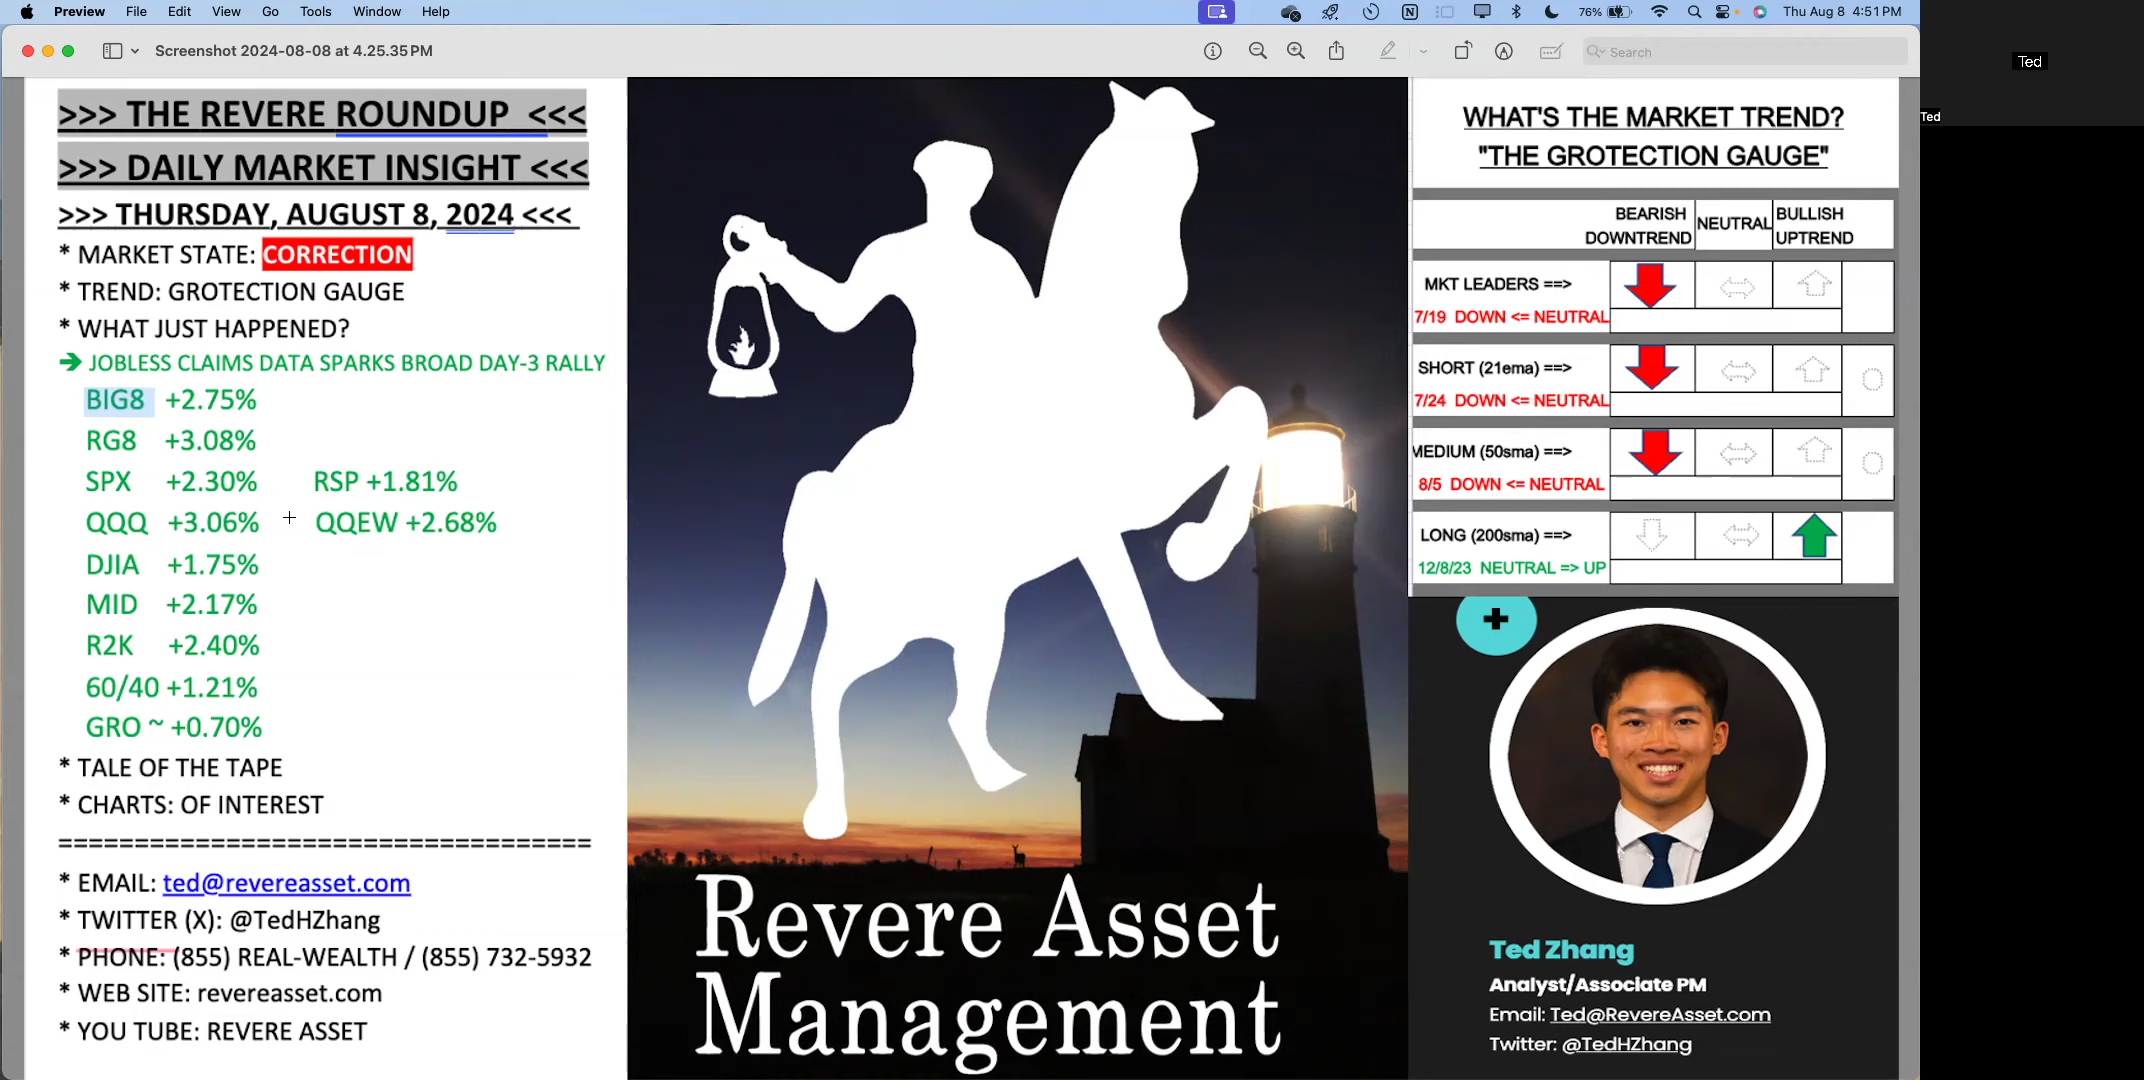 Preview File Edit View Go Tools Window Help
76% Thu Aug 8 4:51 PM
Screenshot 2024-08-08 at 4.25.35 PM
Search
>>> THE REVERE ROUNDUP <<<
>>> DAILY MARKET INSIGHT <<<
>>> THURSDAY, AUGUST 8, 2024 <<<
* MARKET STATE: CORRECTION
* TREND: GROTECTION GAUGE
* WHAT JUST HAPPENED?
➔ JOBLESS CLAIMS DATA SPARKS BROAD DAY-3 RALLY
BIG8 +2.75%
RG8 +3.08%
SPX +2.30% RSP +1.81%
QQQ +3.06% QQEW +2.68%
DJIA +1.75%
MID +2.17%
R2K +2.40%
60/40 +1.21%
GRO ~ +0.70%
* TALE OF THE TAPE
* CHARTS: OF INTEREST
==========================================
* EMAIL: ted@revereasset.com
* TWITTER (X): @TedHZhang
* PHONE: (855) REAL-WEALTH / (855) 732-5932
* WEB SITE: revereasset.com
* YOU TUBE: REVERE ASSET
Revere Asset
Management
WHAT'S THE MARKET TREND?
"THE GROTECTION GAUGE"
BEARISH DOWNTREND NEUTRAL BULLISH UPTREND
MKT LEADERS ==>
7/19 DOWN <= NEUTRAL
SHORT (21ema) ==>
7/24 DOWN <= NEUTRAL
MEDIUM (50sma) ==>
8/5 DOWN <= NEUTRAL
LONG (200sma) ==>
12/8/23 NEUTRAL => UP
Ted Zhang
Analyst/Associate PM
Email: Ted@RevereAsset.com
Twitter: @TedHZhang
Ted
Ted